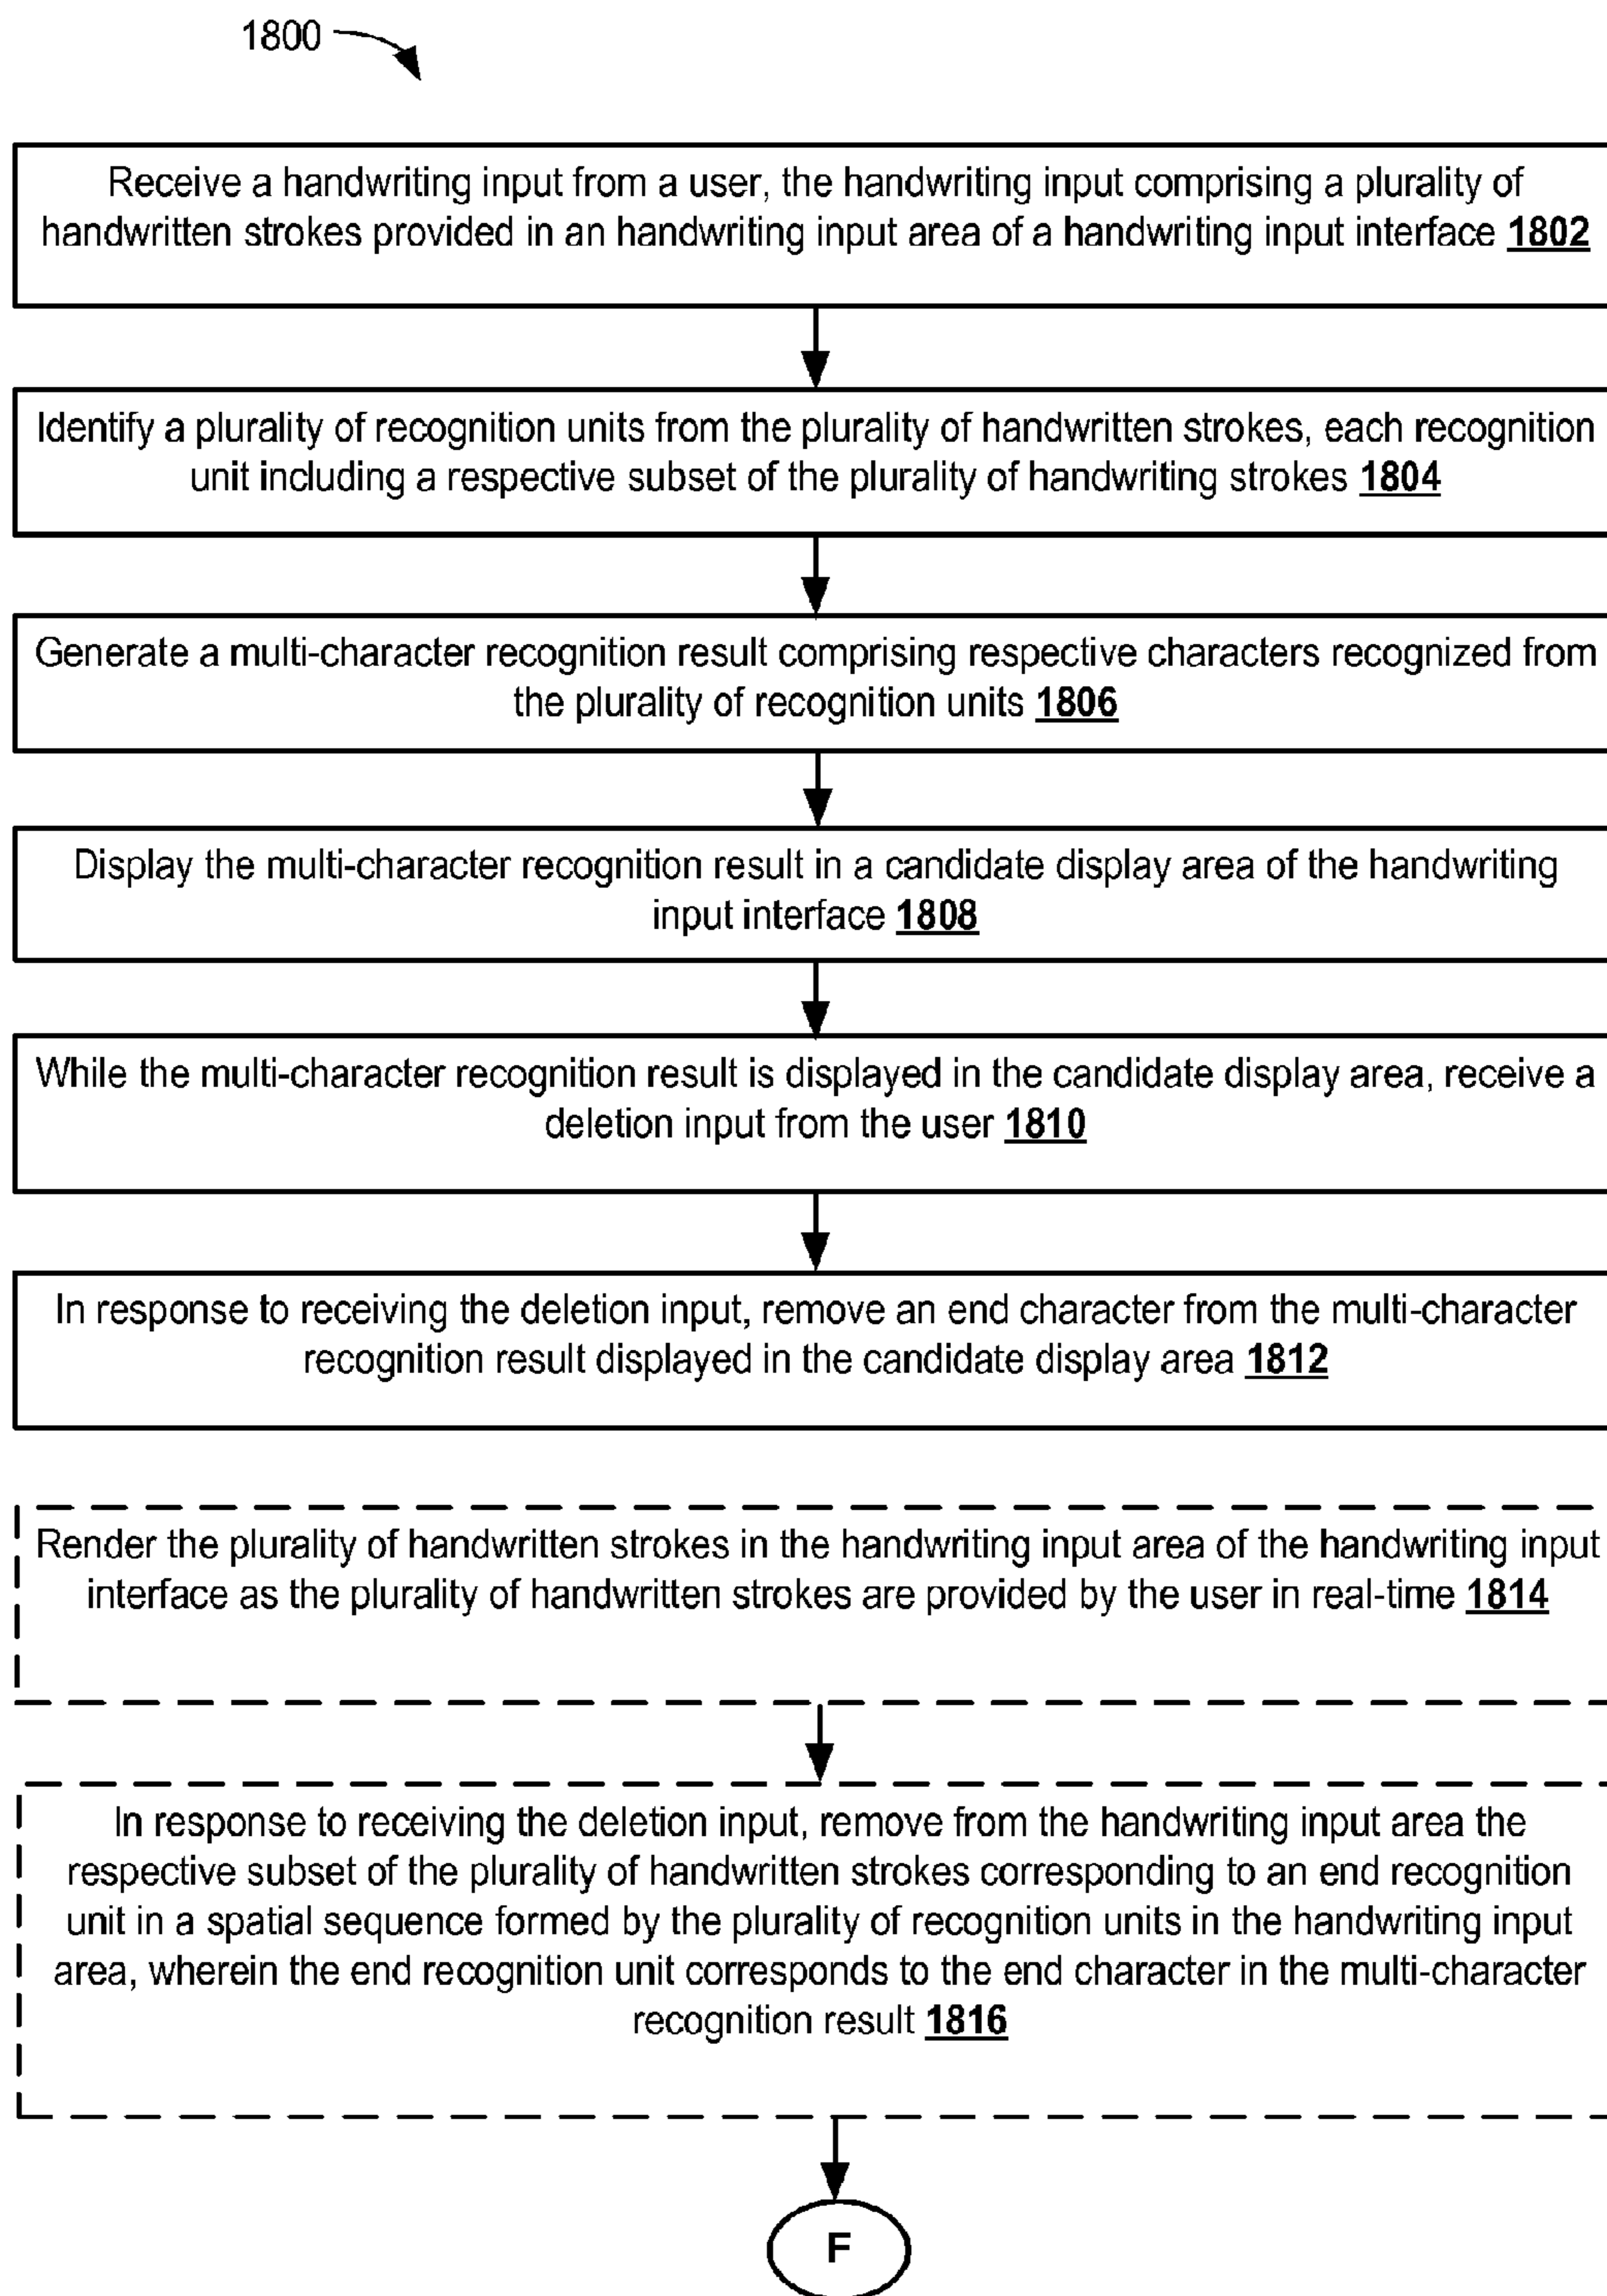 1800
Receive a handwriting input from a user, the handwriting input comprising a plurality of
handwritten strokes provided in an handwriting input area of a handwriting input interface 1802
Identify a plurality of recognition units from the plurality of handwritten strokes, each recognition
unit including a respective subset of the plurality of handwriting strokes 1804
Generate a multi-character recognition result comprising respective characters recognized from
the plurality of recognition units 1806
Display the multi-character recognition result in a candidate display area of the handwriting
input interface 1808
While the multi-character recognition result is displayed in the candidate display area, receive a
deletion input from the user 1810
In response to receiving the deletion input, remove an end character from the multi-character
recognition result displayed in the candidate display area 1812
Render the plurality of handwritten strokes in the handwriting input area of the handwriting input
interface as the plurality of handwritten strokes are provided by the user in real-time 1814
In response to receiving the deletion input, remove from the handwriting input area the
respective subset of the plurality of handwritten strokes corresponding to an end recognition
unit in a spatial sequence formed by the plurality of recognition units in the handwriting input
area, wherein the end recognition unit corresponds to the end character in the multi-character
recognition result 1816
F